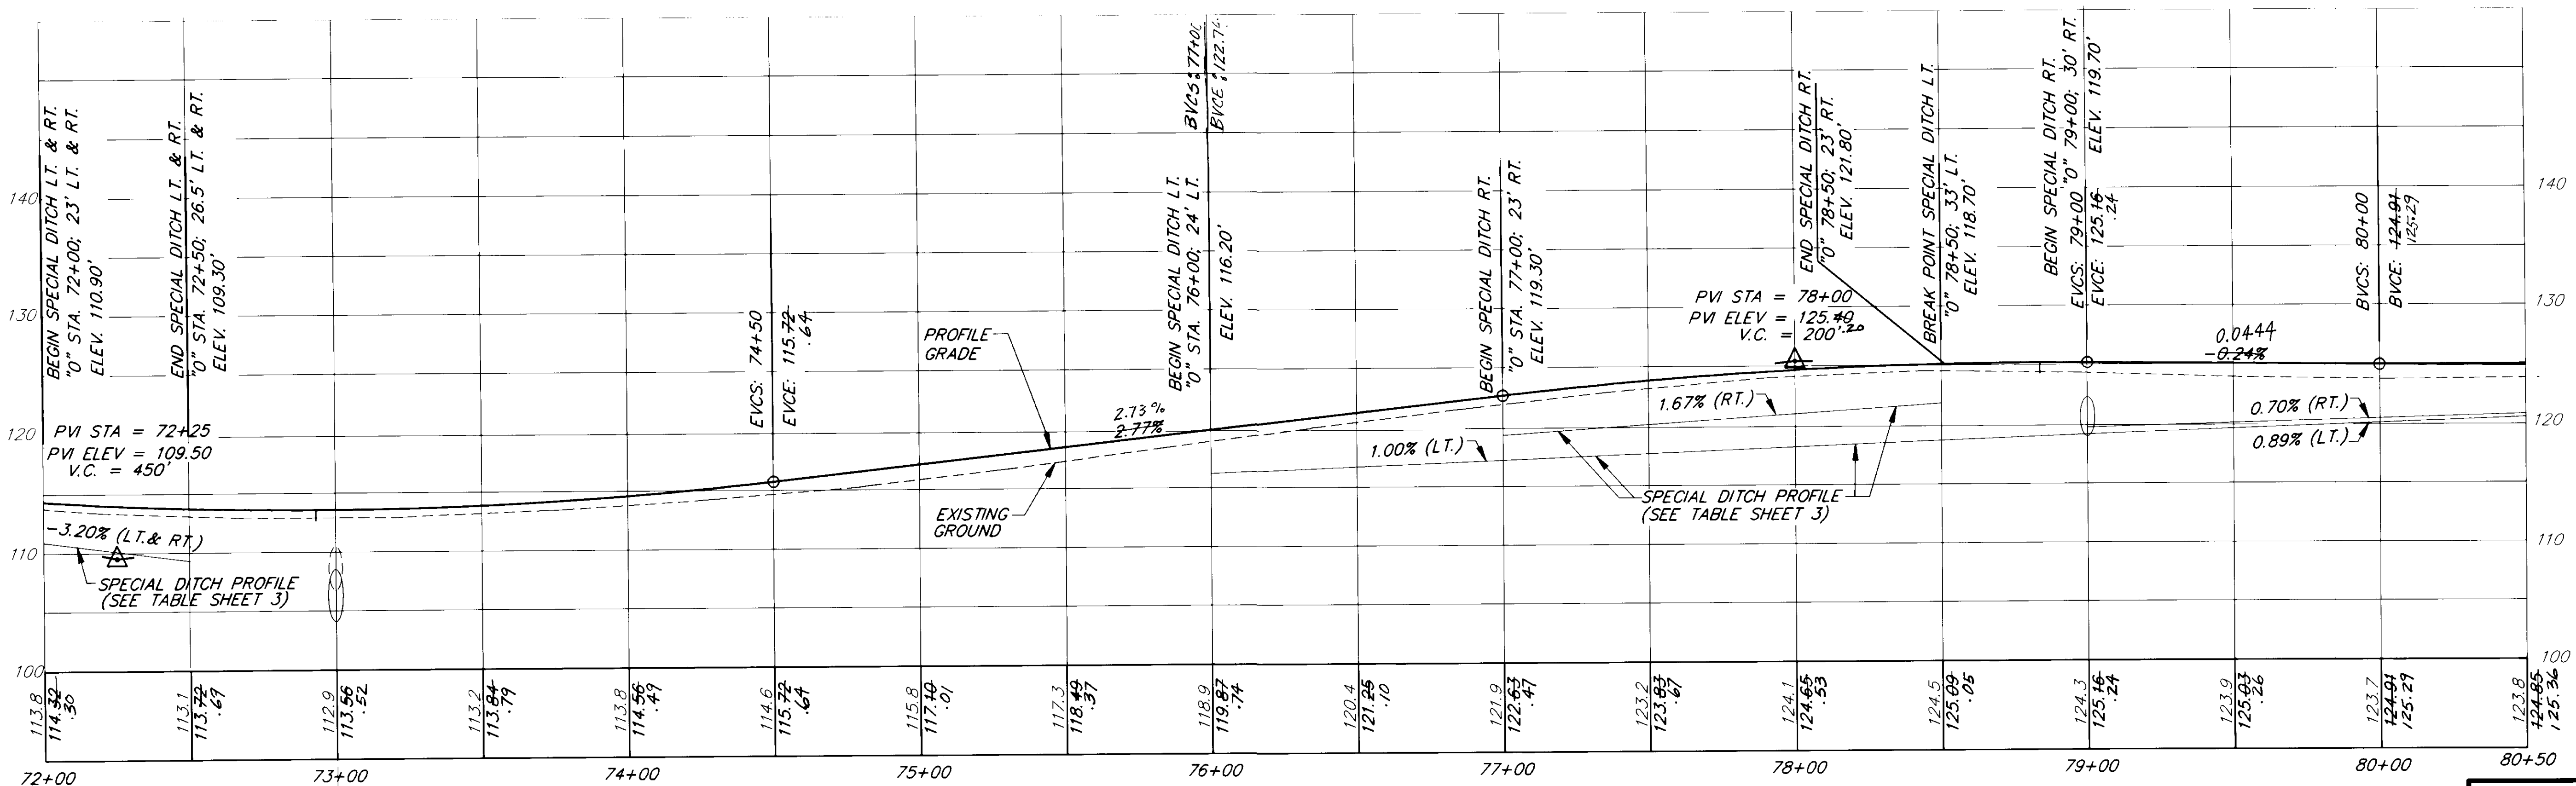 BEGIN SPECIAL DITCH LT. & RT.
"O" STA. 72+00; 23' LT. & RT.
ELEV. 110.90'
END SPECIAL DITCH LT. & RT.
"O" STA. 72+50; 26.5' LT. & RT.
ELEV. 109.30'
PVI STA = 72+25
PVI ELEV = 109.50
V.C. = 450'
-3.20% (LT.& RT.)
SPECIAL DITCH PROFILE
(SEE TABLE SHEET 3)
EVCS: 74+50
EVCE: 115.72
.64
PROFILE
GRADE
EXISTING
GROUND
2.73%
2.77%
BVCS: 77+00
BVCE: 122.74
BEGIN SPECIAL DITCH LT.
"O" STA. 76+00; 24' LT.
ELEV. 116.20'
1.00% (LT.)
BEGIN SPECIAL DITCH RT.
"O" STA. 77+00; 23' RT.
ELEV. 119.30'
1.67% (RT.)
SPECIAL DITCH PROFILE
(SEE TABLE SHEET 3)
PVI STA = 78+00
PVI ELEV = 125.40
.20
V.C. = 200'
END SPECIAL DITCH RT.
"O" 78+50; 23' RT.
ELEV. 121.80'
BREAK POINT SPECIAL DITCH LT.
"O" 78+50; 33' LT.
ELEV. 118.70'
BEGIN SPECIAL DITCH RT.
"O" 79+00; 30' RT.
ELEV. 119.70'
EVCS: 79+00
EVCE: 125.16
.24
0.0444
-0.24%
BVCS: 80+00
BVCE: 124.91
125.29
0.70% (RT.)
0.89% (LT.)
140
130
120
110
100
140
130
120
110
100
113.8
114.32
.30
113.1
113.72
.69
112.9
113.56
.52
113.2
113.84
.79
113.8
114.56
.49
114.6
115.72
.64
115.8
117.10
.01
117.3
118.49
.37
118.9
119.87
.74
120.4
121.25
.10
121.9
122.63
.47
123.2
123.83
.67
124.1
124.65
.53
124.5
125.09
.05
124.3
125.16
.24
123.9
125.03
.26
123.7
124.91
125.29
123.8
124.85
125.36
72+00
73+00
74+00
75+00
76+00
77+00
78+00
79+00
80+00
80+50